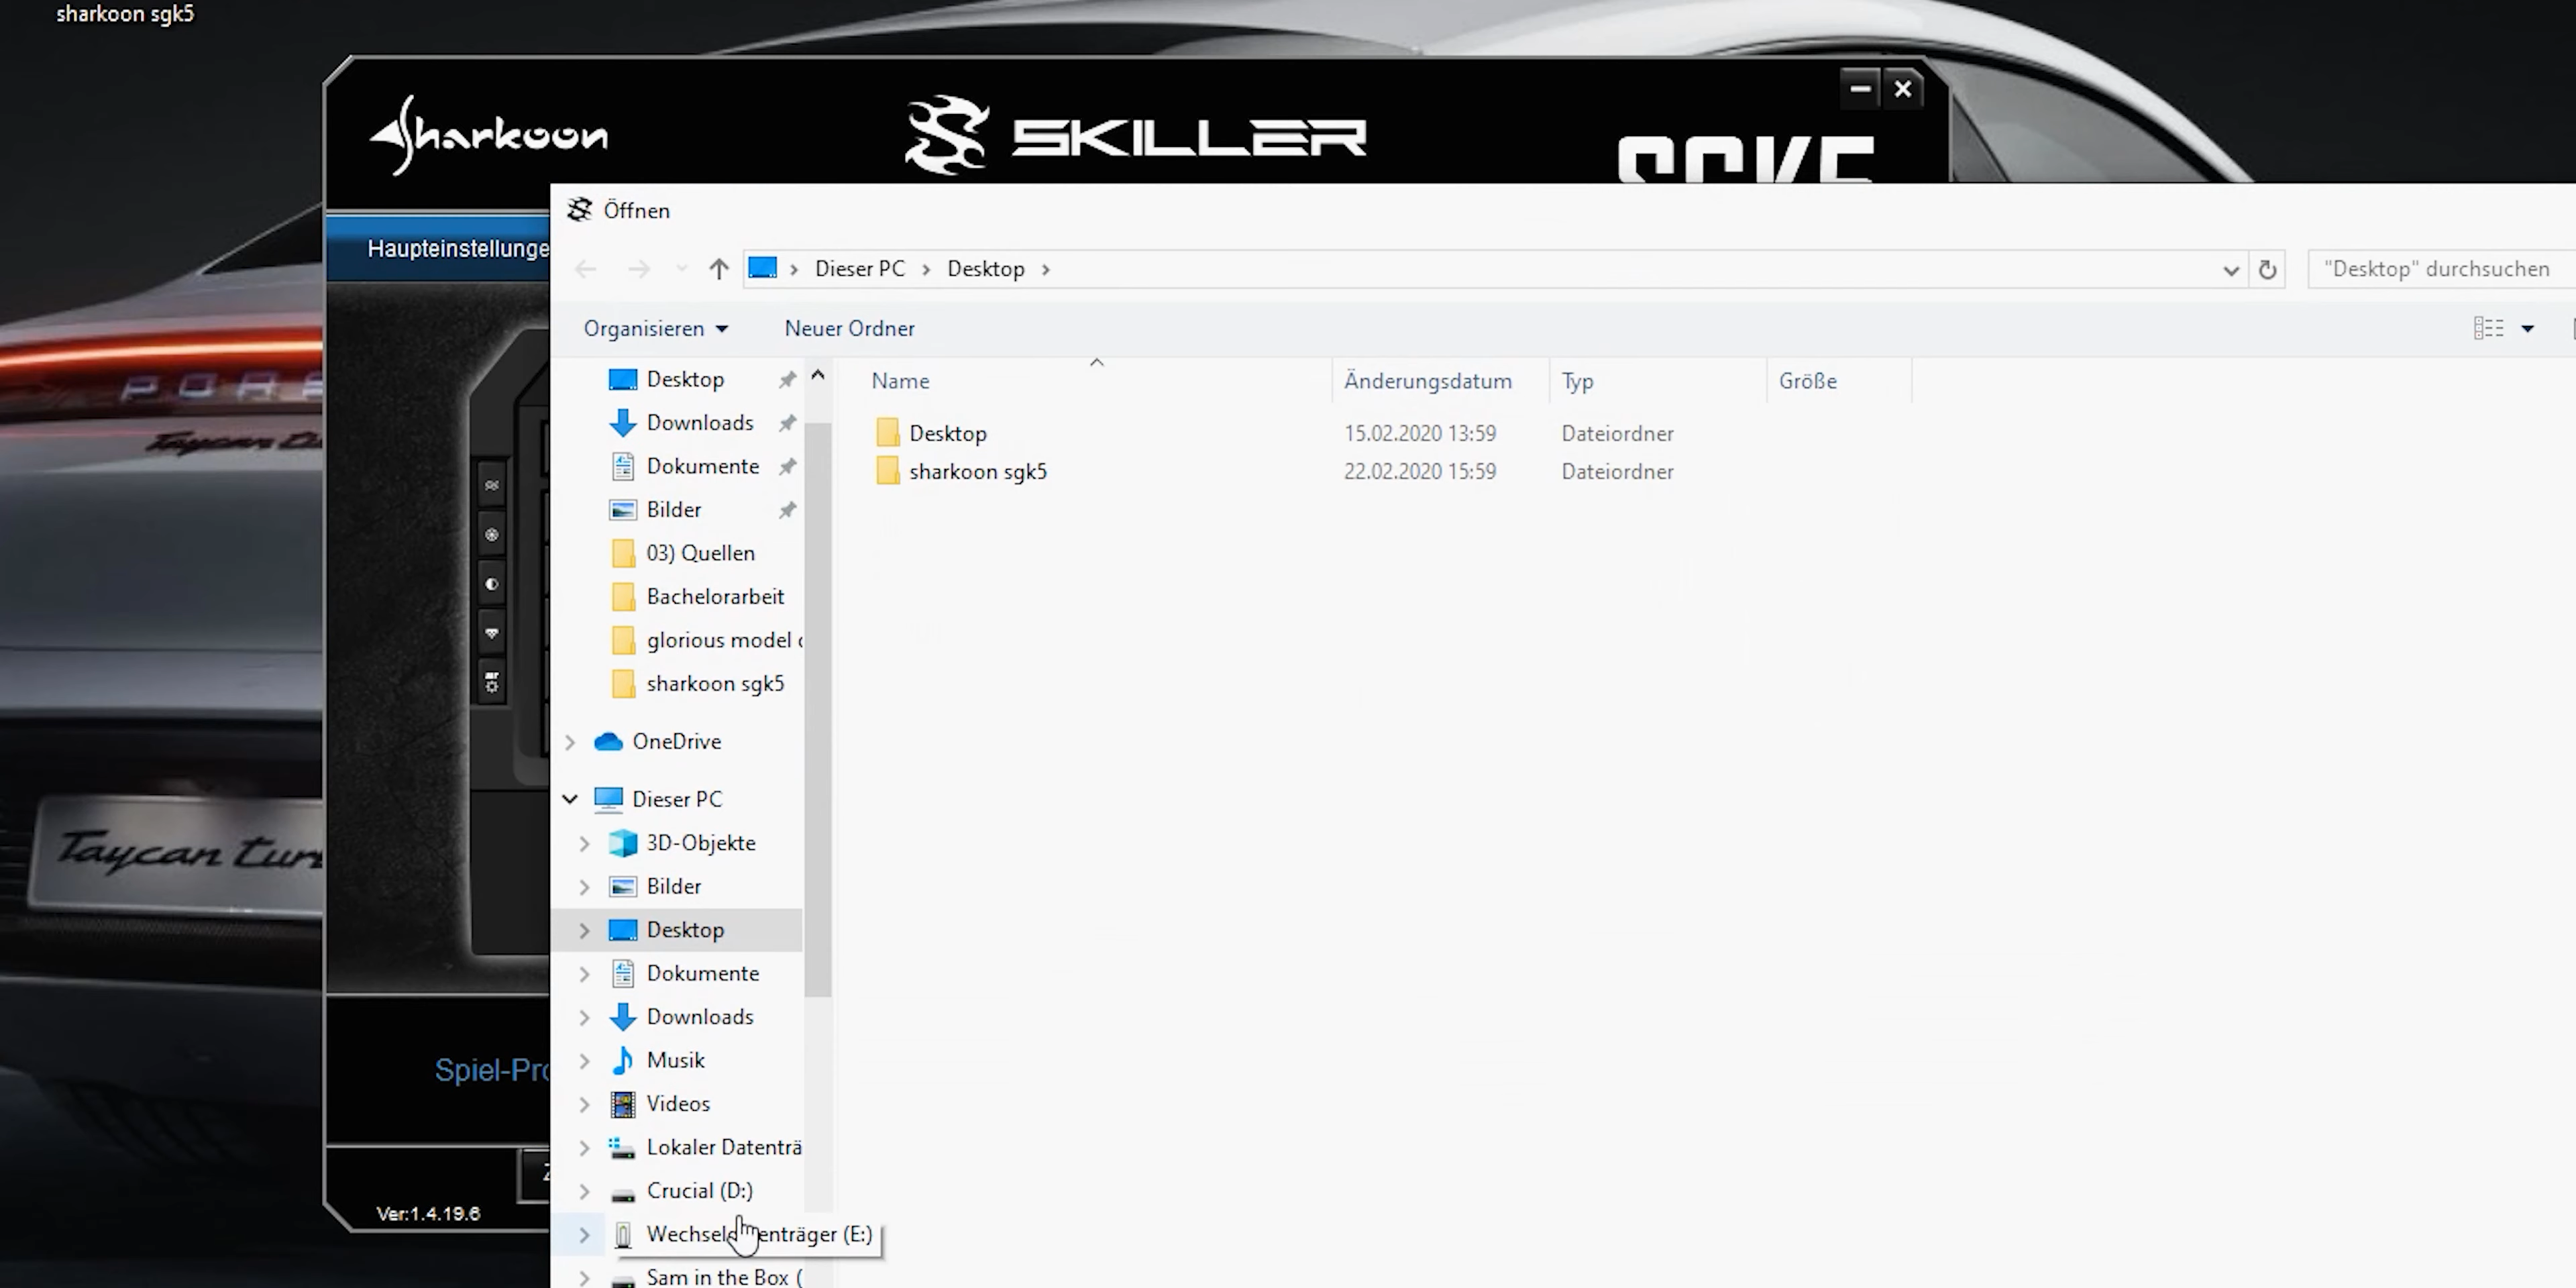 sharkoon sgk5
Sharkoon
SKILLER
SGK5
Öffnen
Haupteinstellunge
Dieser PC
Desktop
"Desktop" durchsuchen
Organisieren
Neuer Ordner
Desktop
Downloads
Dokumente
Bilder
03) Quellen
Bachelorarbeit
glorious model
sharkoon sgk5
OneDrive
Dieser PC
3D-Objekte
Bilder
Desktop
Dokumente
Downloads
Musik
Videos
Lokaler Datenträ
Crucial (D:)
(E:)
Sam in the Box (
Name Änderungsdatum Typ Größe
Desktop 15.02.2020 13:59 Dateiordner
sharkoon sgk5 22.02.2020 15:59 Dateiordner
Taycan
Taycan tur
Spiel-Pro
Ver:1.4.19.6